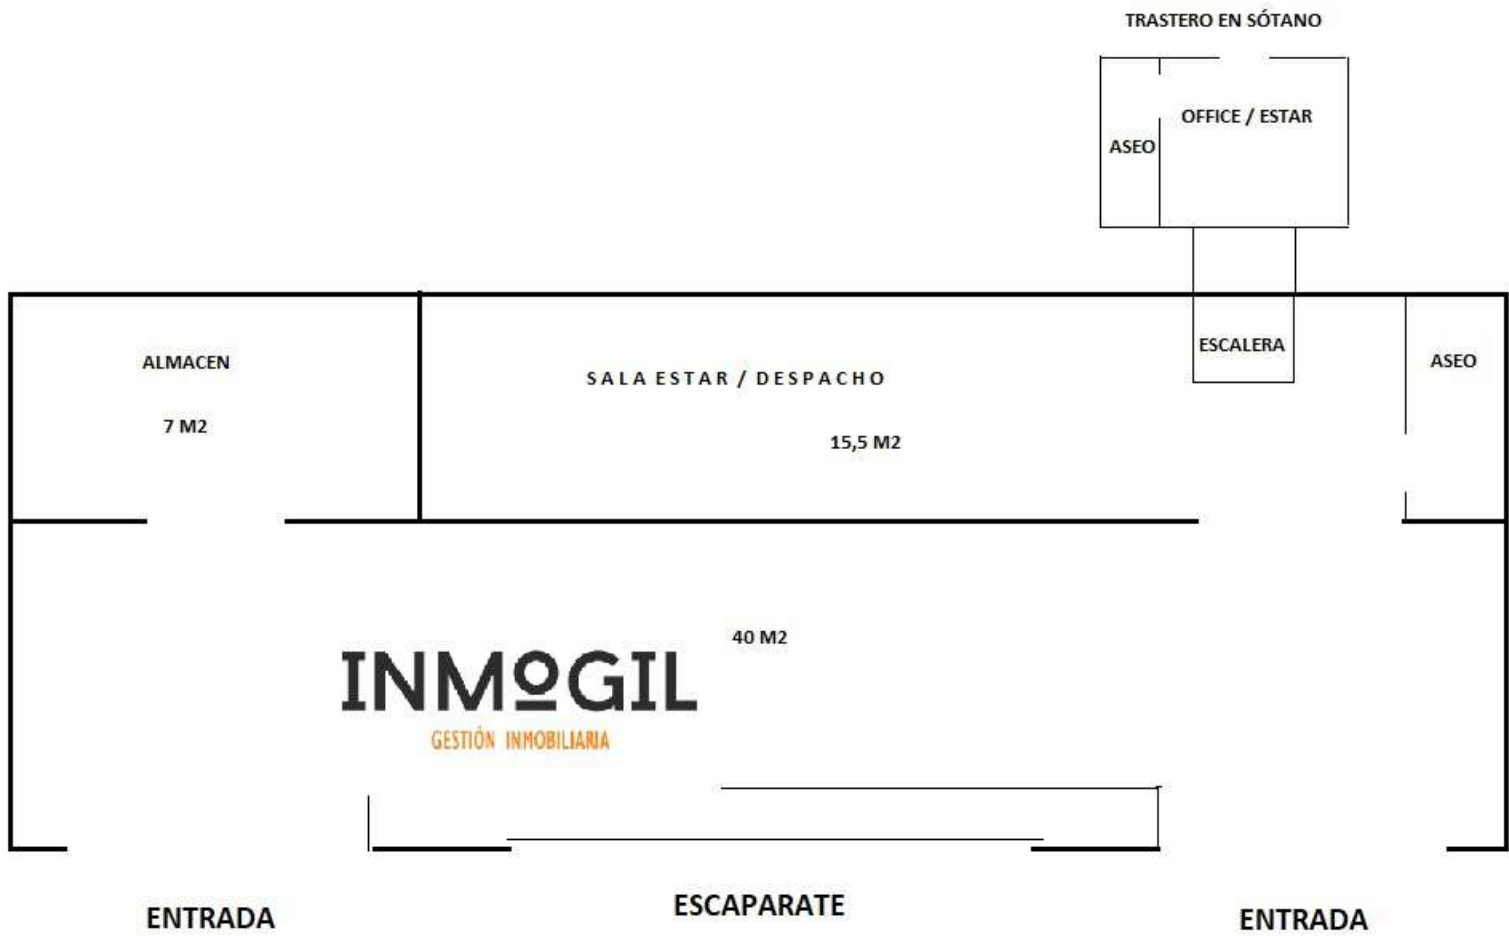 TRASTERO EN SÓTANO
OFFICE / ESTAR
ASEO
ESCALERA
ASEO
ALMACEN
SALA ESTAR / DESPACHO
7 M2
15,5 M2
40 M2
INMOGIL
GESTIÓN INMOBILIARIA
ENTRADA
ESCAPARATE
ENTRADA